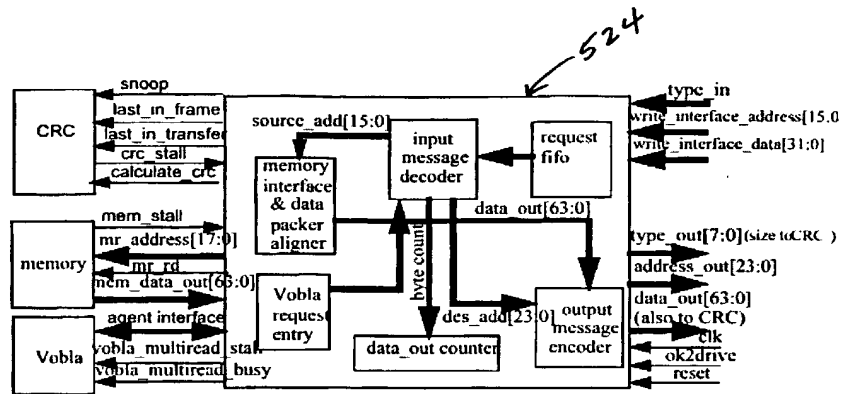 524
snoop
last_in_frame
last_in_transfer
crc_stall
calculate_crc
CRC
mem_stall
mr_address[17:0]
mr_rd
mem_data_out[63:0]
memory
agent interface
vobla_multiread_stall
vobla_multiread_busy
Vobla
source_add[15:0]
input
message
decoder
request
fifo
memory
interface
& data
packer
aligner
data_out[63:0]
byte count
Vobla
request
entry
des_add[23:0]
data_out counter
output
message
encoder
type_in
write_interface_address[15:0
write_interface_data[31:0]
type_out[7:0](size toCRC)
address_out[23:0]
data_out[63:0]
(also to CRC)
clk
ok2drive
reset